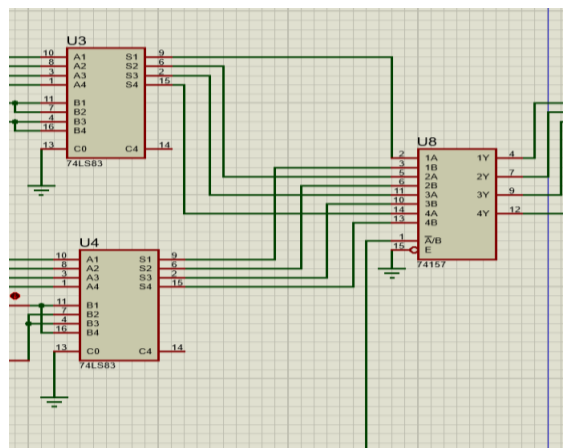 U3
10 A1 S1 9
8 A2 S2 6
3 A3 S3 2
1 A4 S4 15
11 B1
7 B2
4 B3
16 B4
13 C0 C4 14
74LS83
U8
2 1A 1Y 4
3 1B
5 2A 2Y 7
6 2B
11 3A 3Y 9
10 3B
14 4A 4Y 12
13 4B
1 A/B
15 E
74157
U4
10 A1 S1 9
8 A2 S2 6
3 A3 S3 2
1 A4 S4 15
11 B1
7 B2
4 B3
16 B4
13 C0 C4 14
74LS83